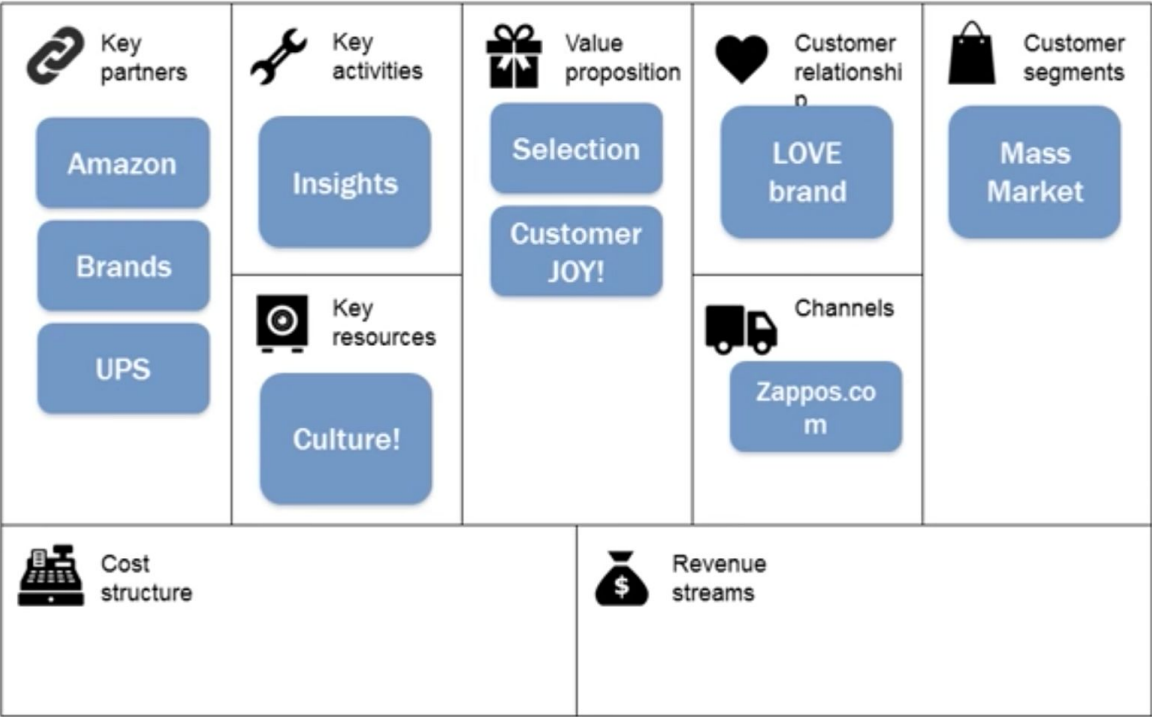 Key
partners
Amazon
Brands
UPS
Key
activities
Insights
Key
resources
Culture!
Value
proposition
Selection
Customer
JOY!
Customer
relationshi
p
LOVE
brand
Channels
Zappos.co
m
Customer
segments
Mass
Market
Cost
structure
$
Revenue
streams